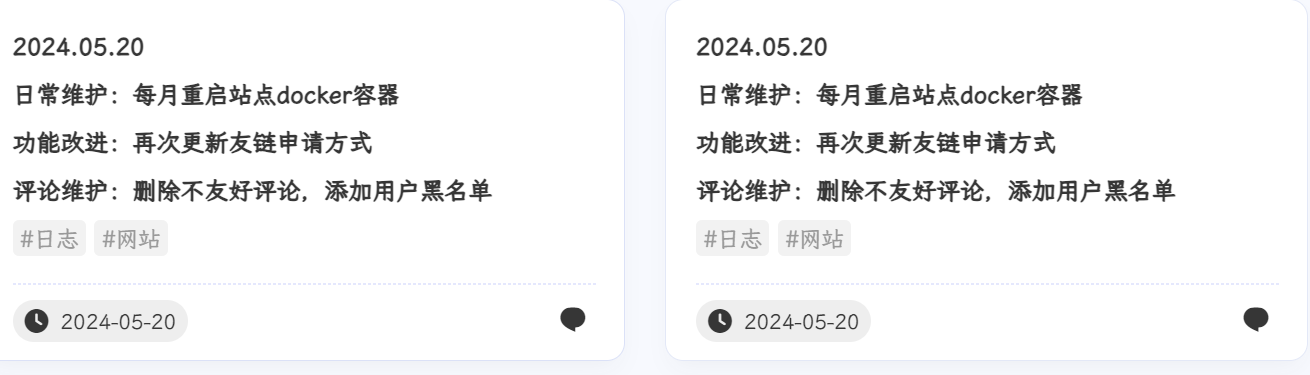 2024.05.20
日常维护：每月重启站点docker容器
功能改进：再次更新友链申请方式
评论维护：删除不友好评论，添加用户黑名单
#日志 #网站
2024-05-20
2024.05.20
日常维护：每月重启站点docker容器
功能改进：再次更新友链申请方式
评论维护：删除不友好评论，添加用户黑名单
#日志 #网站
2024-05-20